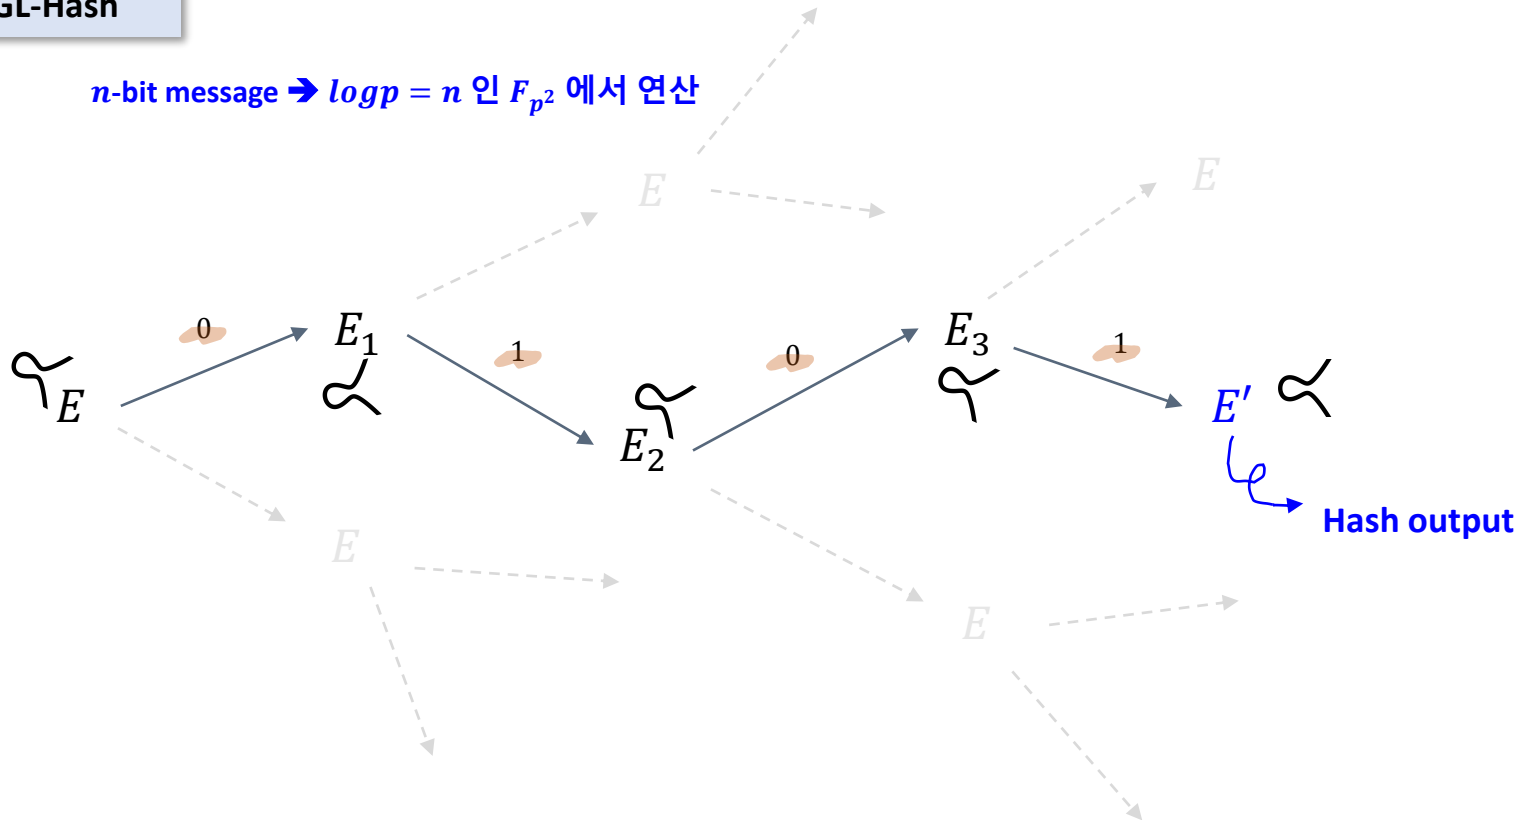 GL-Hash
n-bit message ➔ logp = n 인 F_{p^2} 에서 연산
E
E
0
E_1
1
0
E_3
1
E
E_2
E'
Hash output
E
E